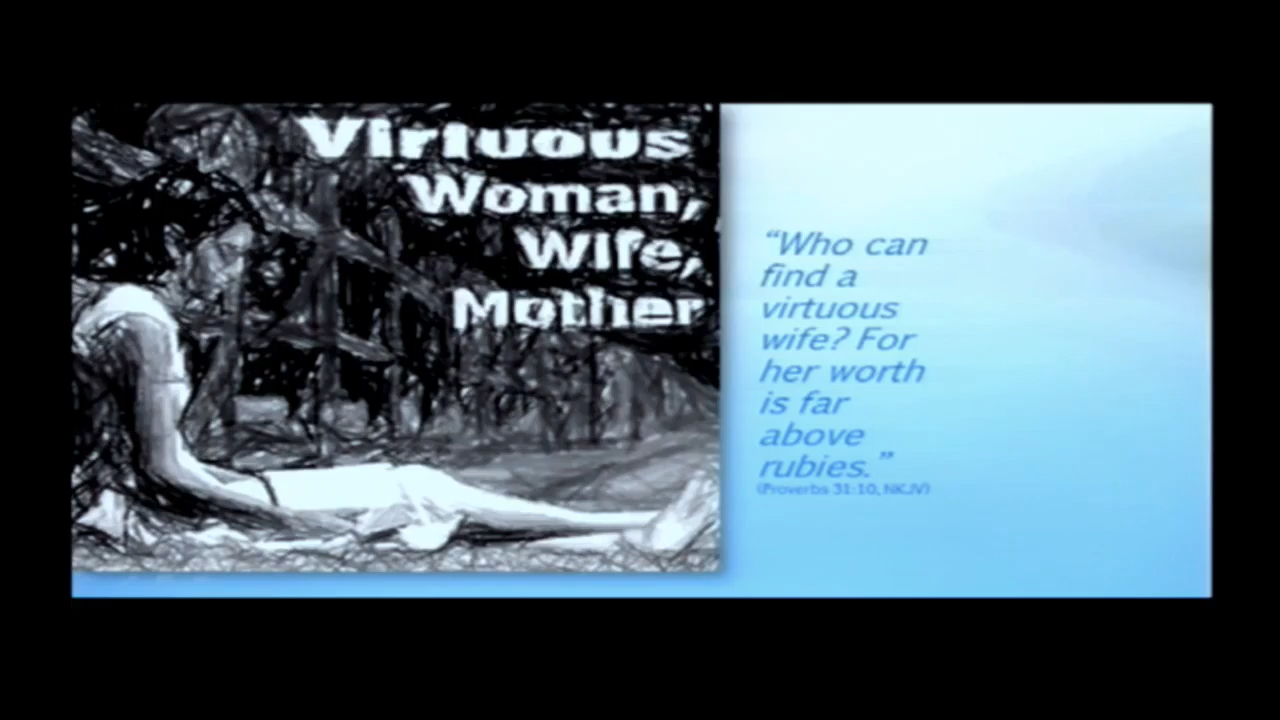 Virtuous
Woman,
Wife,
Mother
“Who can
find a
virtuous
wife? For
her worth
is far
above
rubies.”
(Proverbs 31:10, NKJV)